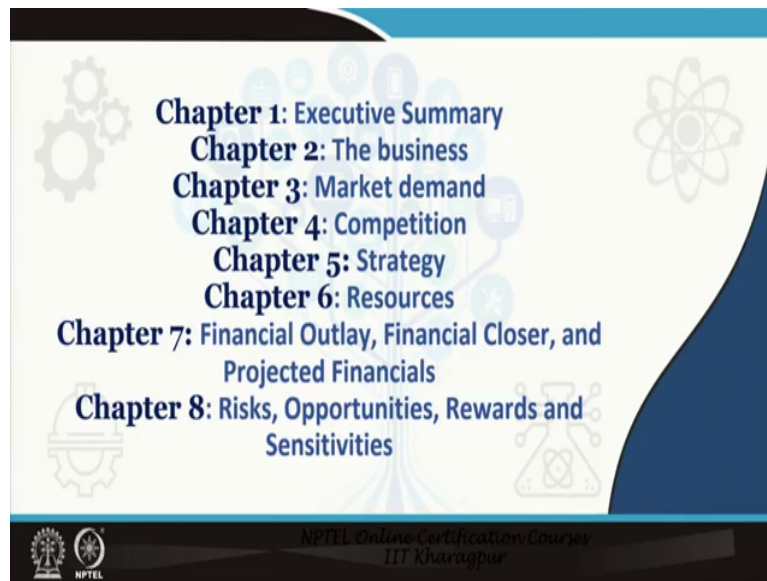 Chapter 1: Executive Summary
Chapter 2: The business
Chapter 3: Market demand
Chapter 4: Competition
Chapter 5: Strategy
Chapter 6: Resources
Chapter 7: Financial Outlay, Financial Closer, and
Projected Financials
Chapter 8: Risks, Opportunities, Rewards and
Sensitivities
NPTEL Online Certification Courses
IIT Kharagpur
NPTEL